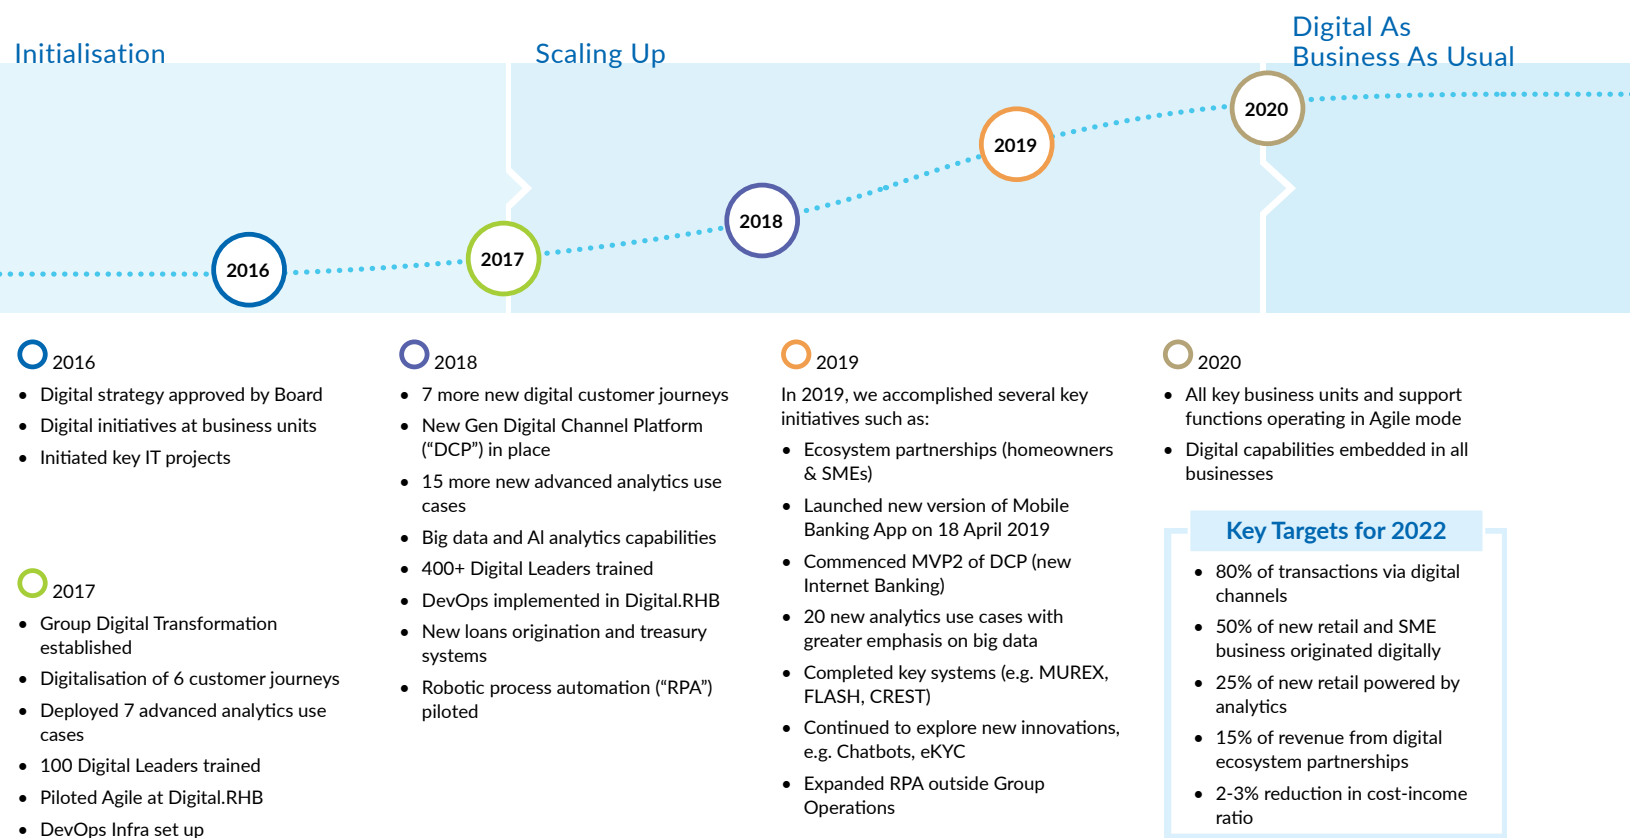 Initialisation
Scaling Up
Digital As
Business As Usual
2016
2017
2018
2019
2020
2016
• Digital strategy approved by Board
• Digital initiatives at business units
• Initiated key IT projects
2017
• Group Digital Transformation
established
• Digitalisation of 6 customer journeys
• Deployed 7 advanced analytics use
cases
• 100 Digital Leaders trained
• Piloted Agile at Digital.RHB
• DevOps Infra set up
2018
• 7 more new digital customer journeys
• New Gen Digital Channel Platform
(“DCP”) in place
• 15 more new advanced analytics use
cases
• Big data and AI analytics capabilities
• 400+ Digital Leaders trained
• DevOps implemented in Digital.RHB
• New loans origination and treasury
systems
• Robotic process automation (“RPA”)
piloted
2019
In 2019, we accomplished several key
initiatives such as:
• Ecosystem partnerships (homeowners
& SMEs)
• Launched new version of Mobile
Banking App on 18 April 2019
• Commenced MVP2 of DCP (new
Internet Banking)
• 20 new analytics use cases with
greater emphasis on big data
• Completed key systems (e.g. MUREX,
FLASH, CREST)
• Continued to explore new innovations,
e.g. Chatbots, eKYC
• Expanded RPA outside Group
Operations
2020
• All key business units and support
functions operating in Agile mode
• Digital capabilities embedded in all
businesses
Key Targets for 2022
• 80% of transactions via digital
channels
• 50% of new retail and SME
business originated digitally
• 25% of new retail powered by
analytics
• 15% of revenue from digital
ecosystem partnerships
• 2-3% reduction in cost-income
ratio